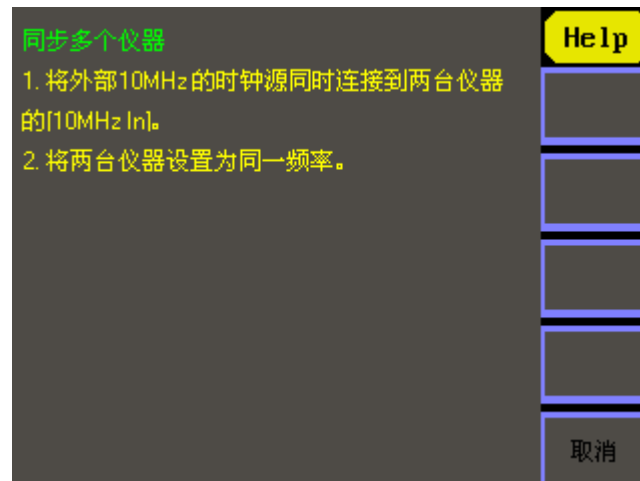 同步多个仪器
Help
1. 将外部10MHz的时钟源同时连接到两台仪器
的[10MHz In]。
2. 将两台仪器设置为同一频率。
取消